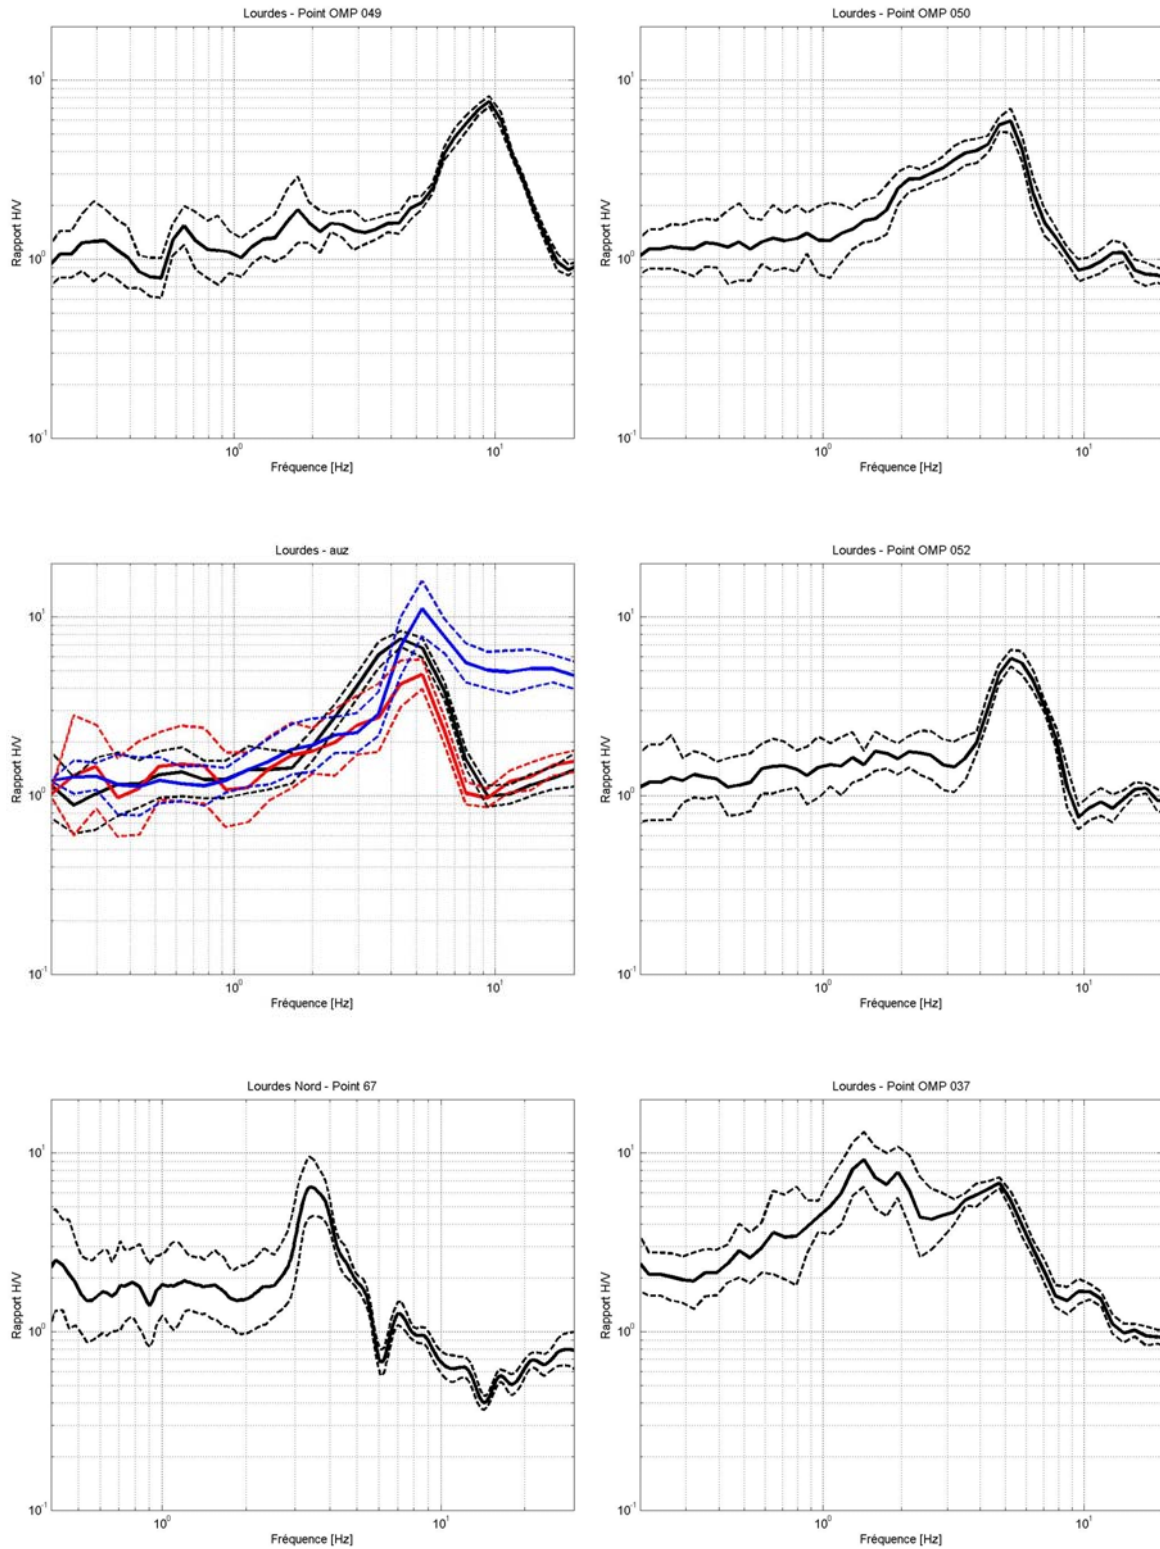 Lourdes - Point OMP 049
Lourdes - Point OMP 050
10¹
10⁰
10⁻¹
10⁰
10¹
Rapport H/V
Fréquence [Hz]
10¹
10⁰
10⁻¹
10⁰
10¹
Rapport H/V
Fréquence [Hz]
Lourdes - auz
Lourdes - Point OMP 052
10¹
10⁰
10⁻¹
10⁰
10¹
Rapport H/V
Fréquence [Hz]
10¹
10⁰
10⁻¹
10⁰
10¹
Rapport H/V
Fréquence [Hz]
Lourdes Nord - Point 67
Lourdes - Point OMP 037
10¹
10⁰
10⁻¹
10⁰
10¹
Rapport H/V
Fréquence [Hz]
10¹
10⁰
10⁻¹
10⁰
10¹
Rapport H/V
Fréquence [Hz]